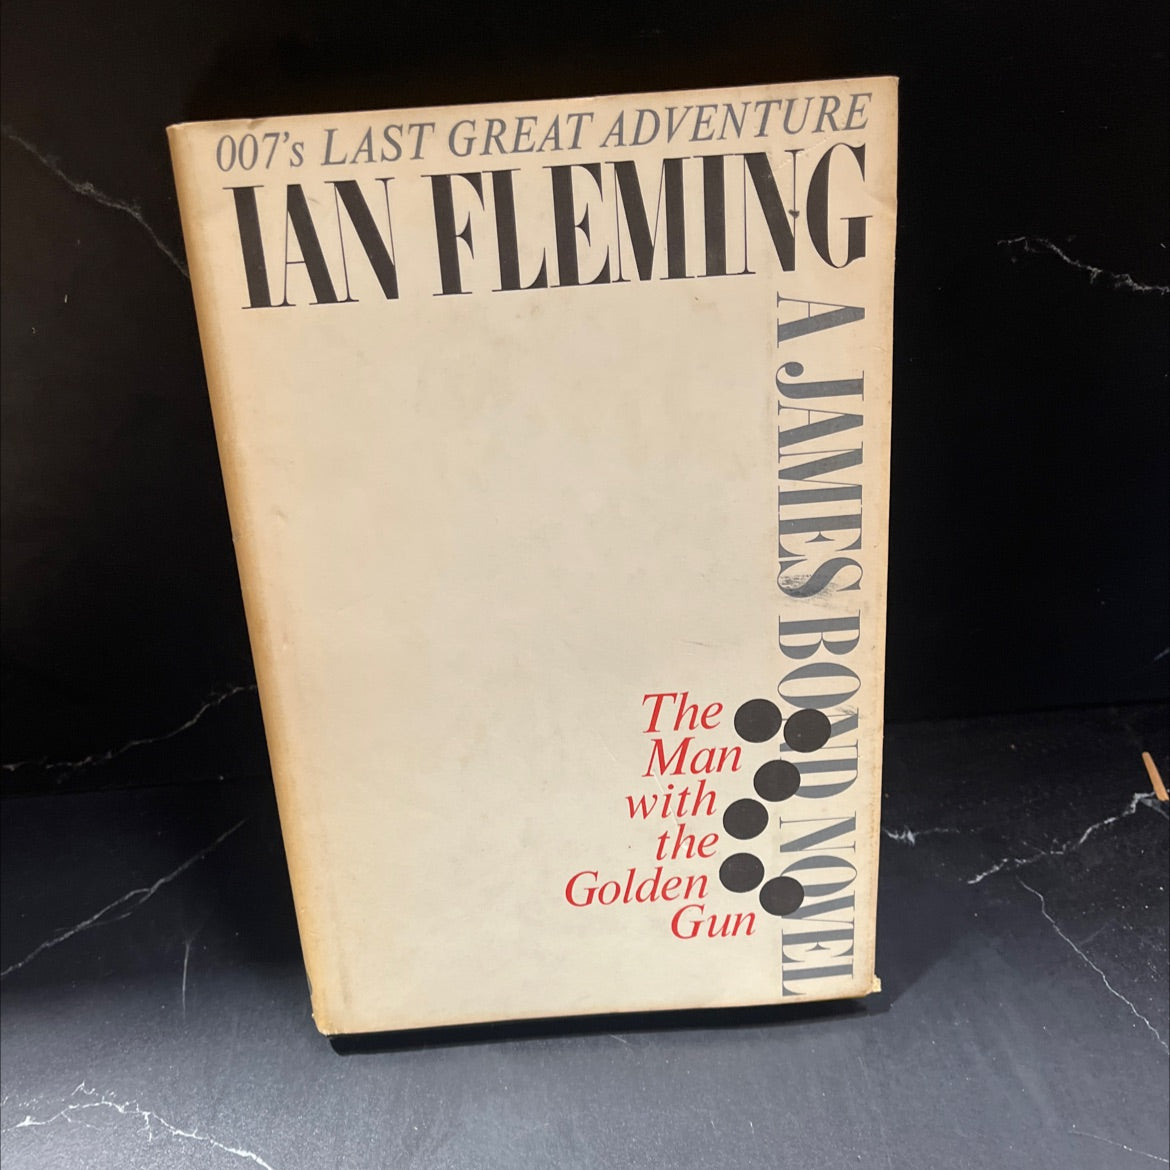 007's LAST GREAT ADVENTURE
IAN FLEMING
A JAMES BOND NOVEL
The
Man
with
the
Golden
Gun